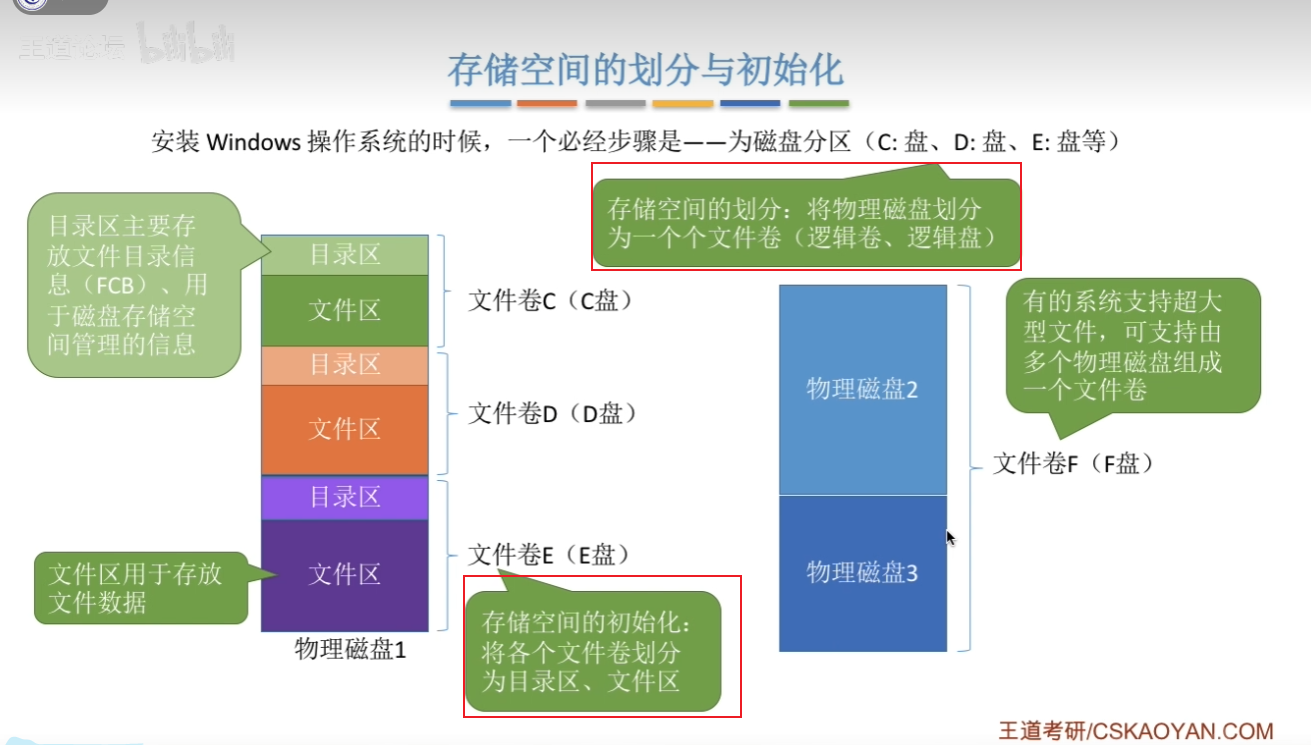 王道论坛 bilibili
存储空间的划分与初始化
安装 Windows 操作系统的时候，一个必经步骤是——为磁盘分区（C: 盘、D: 盘、E: 盘等）
存储空间的划分：将物理磁盘划分
为一个个文件卷（逻辑卷、逻辑盘）
目录区主要存
放文件目录信
息（FCB）、用
于磁盘存储空
间管理的信息
目录区
文件区
文件卷C（C盘）
目录区
文件区
文件卷D（D盘）
目录区
文件区
文件卷E（E盘）
文件区用于存放
文件数据
物理磁盘1
存储空间的初始化：
将各个文件卷划分
为目录区、文件区
物理磁盘2
物理磁盘3
有的系统支持超大
型文件，可支持由
多个物理磁盘组成
一个文件卷
文件卷F（F盘）
王道考研/CSKAOYAN.COM